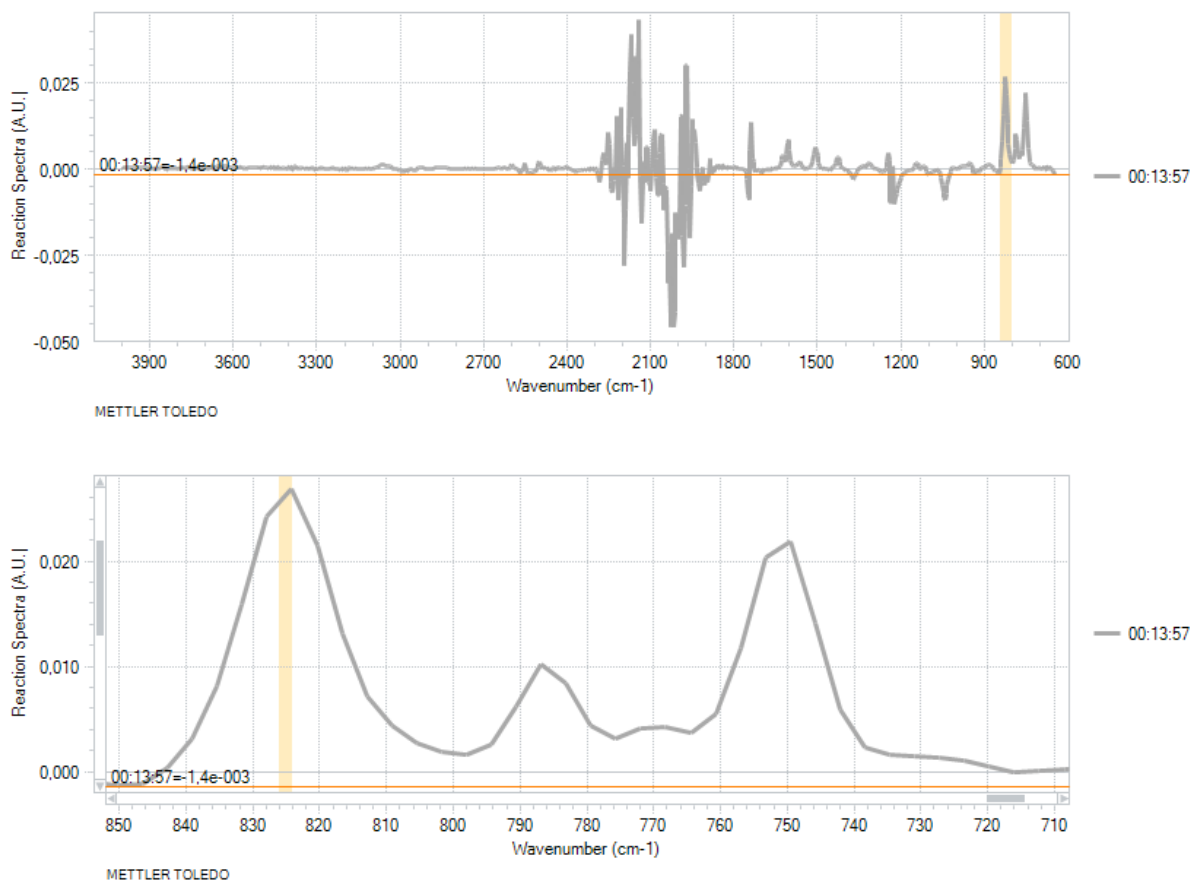 0,025
0,000
-0,025
-0,050
Reaction Spectra (A.U.)
00:13:57=-1,4e-003
00:13:57
3900 3600 3300 3000 2700 2400 2100 1800 1500 1200 900 600
Wavenumber (cm-1)
METTLER TOLEDO
0,020
0,010
0,000
Reaction Spectra (A.U.)
00:13:57=-1,4e-003
00:13:57
850 840 830 820 810 800 790 780 770 760 750 740 730 720 710
Wavenumber (cm-1)
METTLER TOLEDO